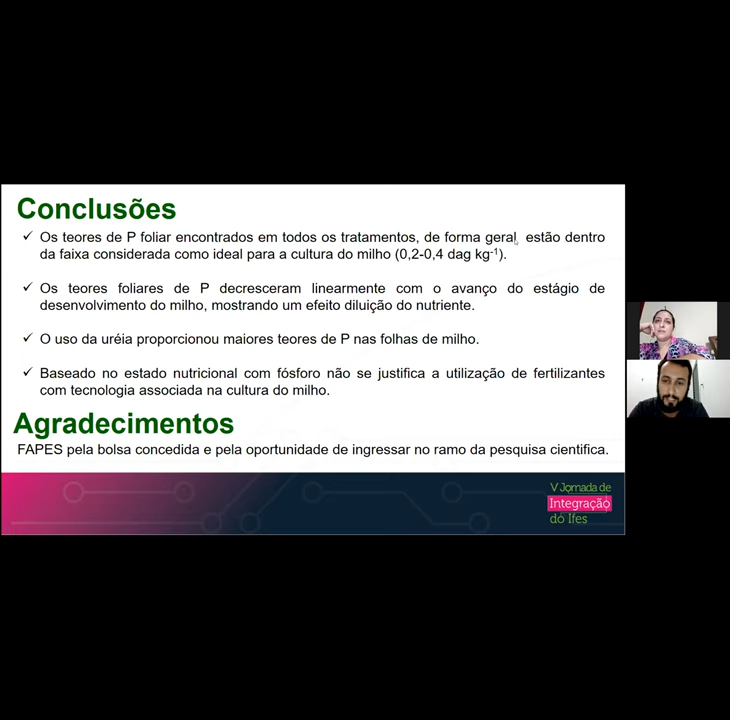 Conclusões
✓ Os teores de P foliar encontrados em todos os tratamentos, de forma geral, estão dentro
da faixa considerada como ideal para a cultura do milho (0,2-0,4 dag kg⁻¹).
✓ Os teores foliares de P decresceram linearmente com o avanço do estágio de
desenvolvimento do milho, mostrando um efeito diluição do nutriente.
✓ O uso da uréia proporcionou maiores teores de P nas folhas de milho.
✓ Baseado no estado nutricional com fósforo não se justifica a utilização de fertilizantes
com tecnologia associada na cultura do milho.
Agradecimentos
FAPES pela bolsa concedida e pela oportunidade de ingressar no ramo da pesquisa cientifica.
V Jornada de
Integração
do Ifes